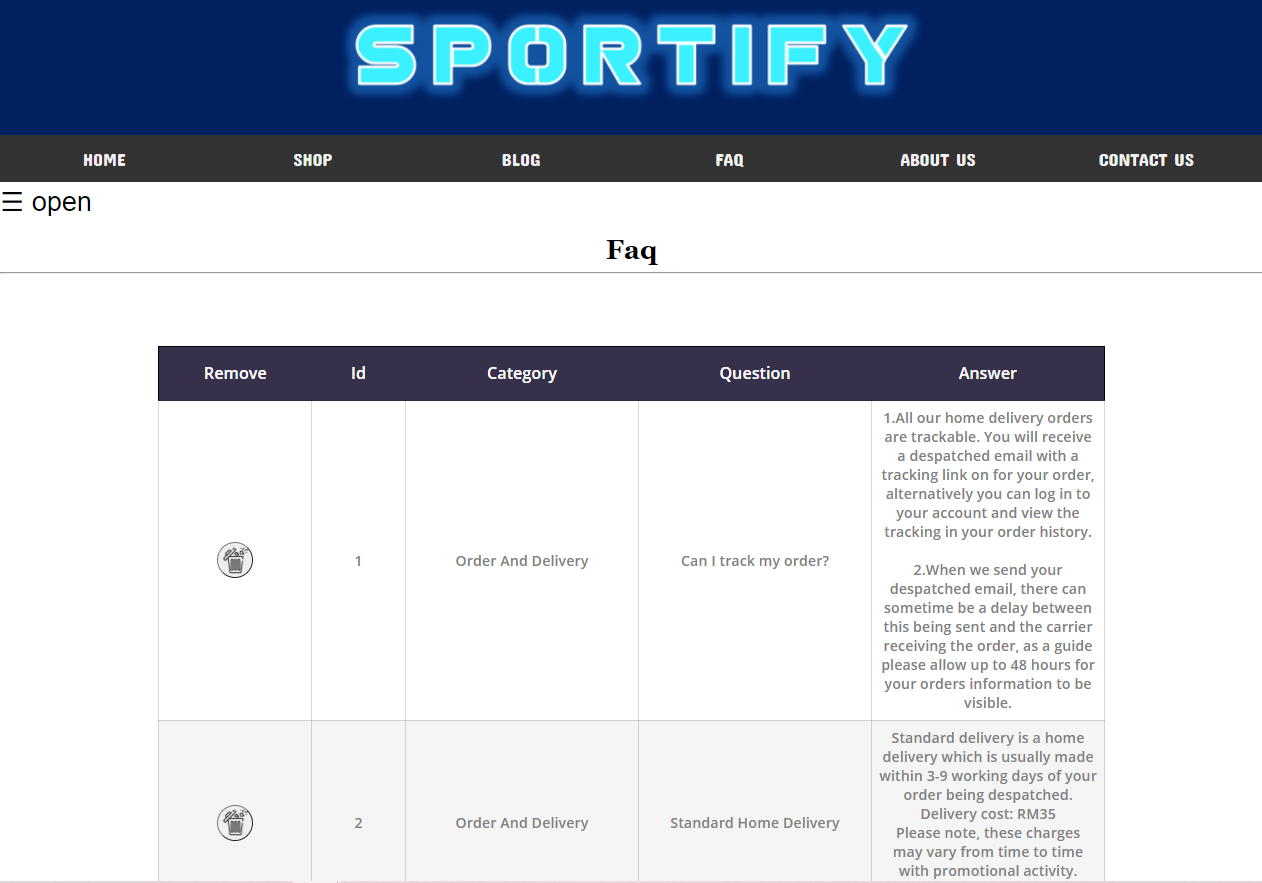 SPORTIFY
HOME SHOP BLOG FAQ ABOUT US CONTACT US
☰ open
Faq
Remove Id Category Question Answer
1.All our home delivery orders
are trackable. You will receive
a despatched email with a
tracking link on for your order,
alternatively you can log in to
your account and view the
tracking in your order history.
1 Order And Delivery Can I track my order?
2.When we send your
despatched email, there can
sometime be a delay between
this being sent and the carrier
receiving the order, as a guide
please allow up to 48 hours for
your orders information to be
visible.
Standard delivery is a home
delivery which is usually made
within 3-9 working days of your
order being despatched.
Delivery cost: RM35
2 Order And Delivery Standard Home Delivery
Please note, these charges
may vary from time to time
with promotional activity.